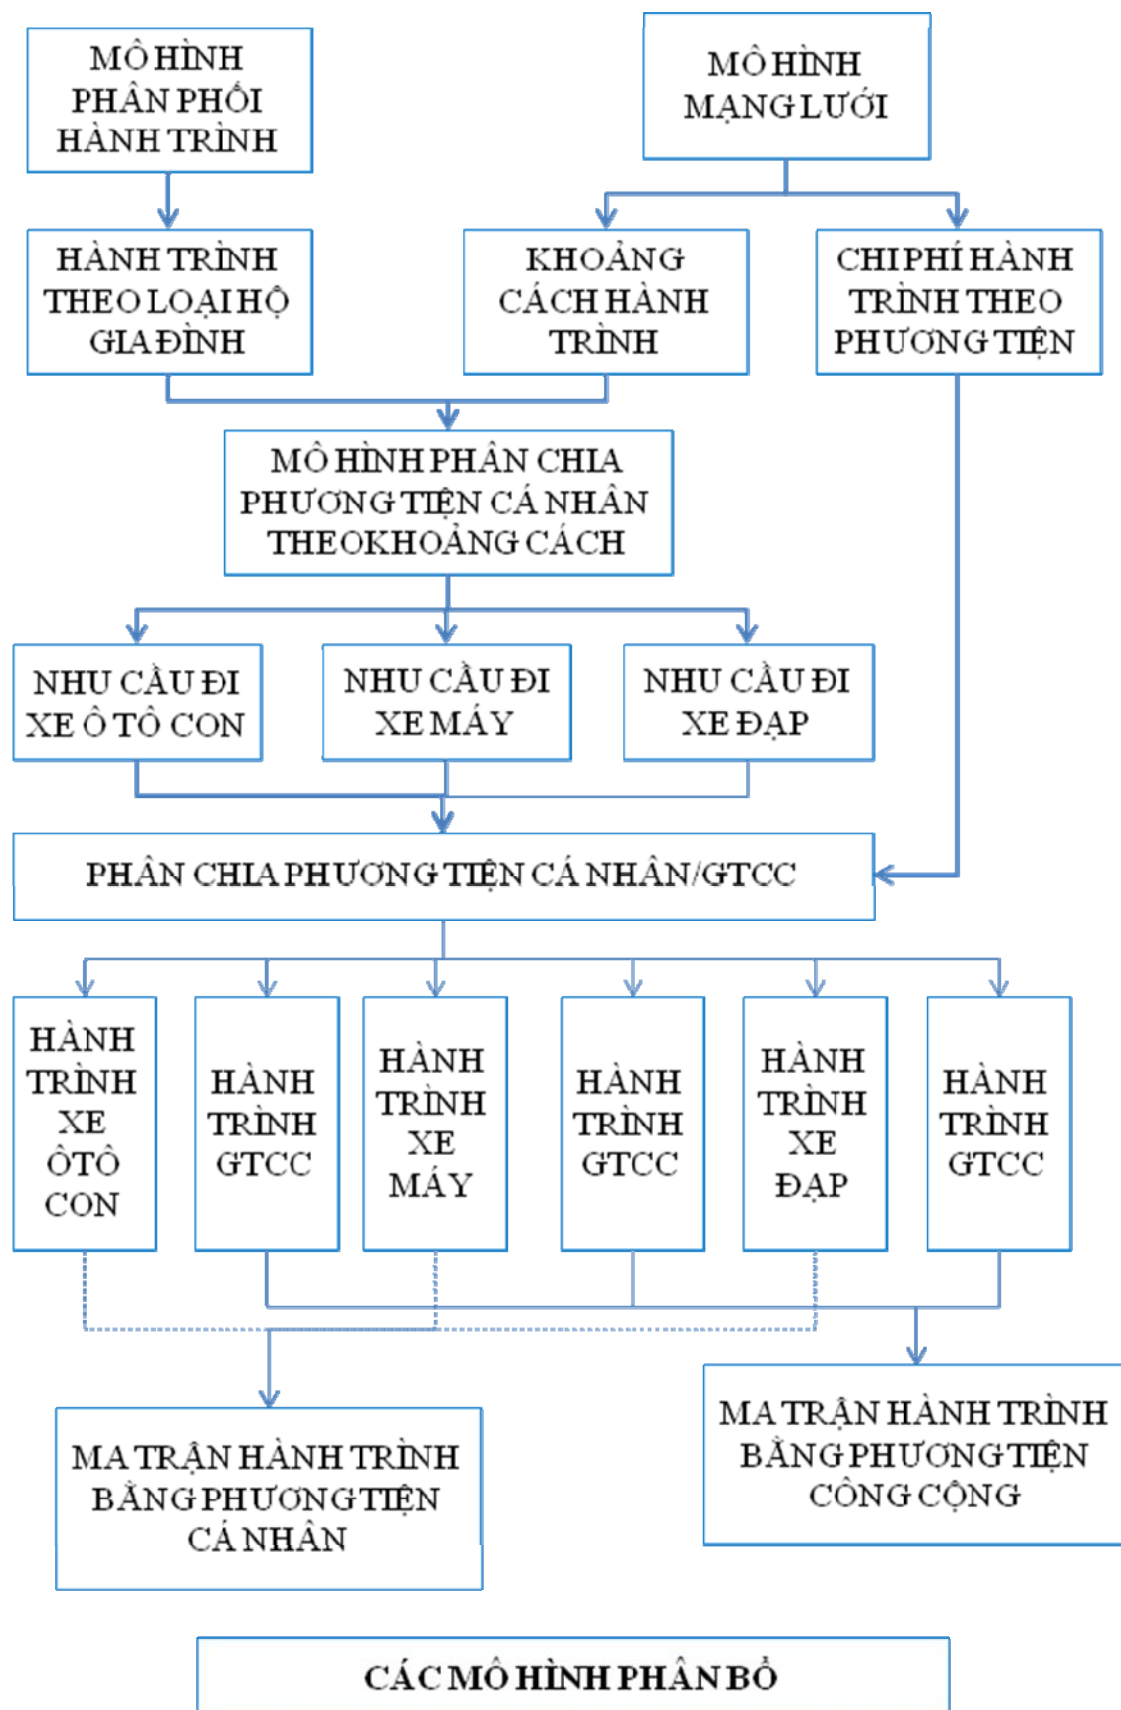 MÔ HÌNH
PHÂN PHỐI
HÀNH TRÌNH
MÔ HÌNH
MẠNG LƯỚI
HÀNH TRÌNH
THEO LOẠI HỘ
GIA ĐÌNH
KHOẢNG
CÁCH HÀNH
TRÌNH
CHI PHÍ HÀNH
TRÌNH THEO
PHƯƠNG TIỆN
MÔ HÌNH PHÂN CHIA
PHƯƠNG TIỆN CÁ NHÂN
THEO KHOẢNG CÁCH
NHU CẦU ĐI
XE Ô TÔ CON
NHU CẦU ĐI
XE MÁY
NHU CẦU ĐI
XE ĐẠP
PHÂN CHIA PHƯƠNG TIỆN CÁ NHÂN/GTCC
HÀNH
TRÌNH
XE
ÔTÔ
CON
HÀNH
TRÌNH
GTCC
HÀNH
TRÌNH
XE
MÁY
HÀNH
TRÌNH
GTCC
HÀNH
TRÌNH
XE
ĐẠP
HÀNH
TRÌNH
GTCC
MA TRẬN HÀNH TRÌNH
BẰNG PHƯƠNG TIỆN
CÁ NHÂN
MA TRẬN HÀNH TRÌNH
BẰNG PHƯƠNG TIỆN
CÔNG CỘNG
CÁC MÔ HÌNH PHÂN BỔ